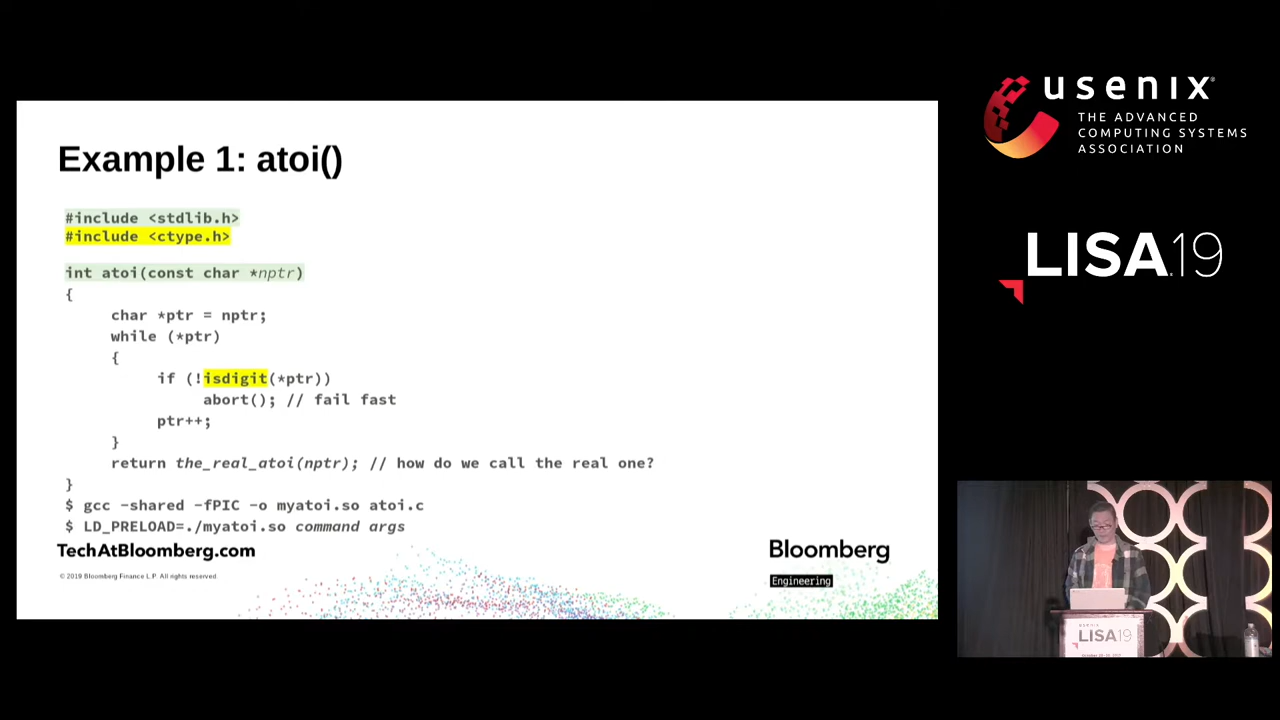 Example 1: atoi()
#include <stdlib.h>
#include <ctype.h>
int atoi(const char *nptr)
{
char *ptr = nptr;
while (*ptr)
{
if (!isdigit(*ptr))
abort(); // fail fast
ptr++;
}
return the_real_atoi(nptr); // how do we call the real one?
}
$ gcc -shared -fPIC -o myatoi.so atoi.c
$ LD_PRELOAD=./myatoi.so command args
TechAtBloomberg.com
© 2019 Bloomberg Finance L.P. All rights reserved.
Bloomberg
Engineering
usenix
THE ADVANCED
COMPUTING SYSTEMS
ASSOCIATION
LISA.19
usenix
LISA19